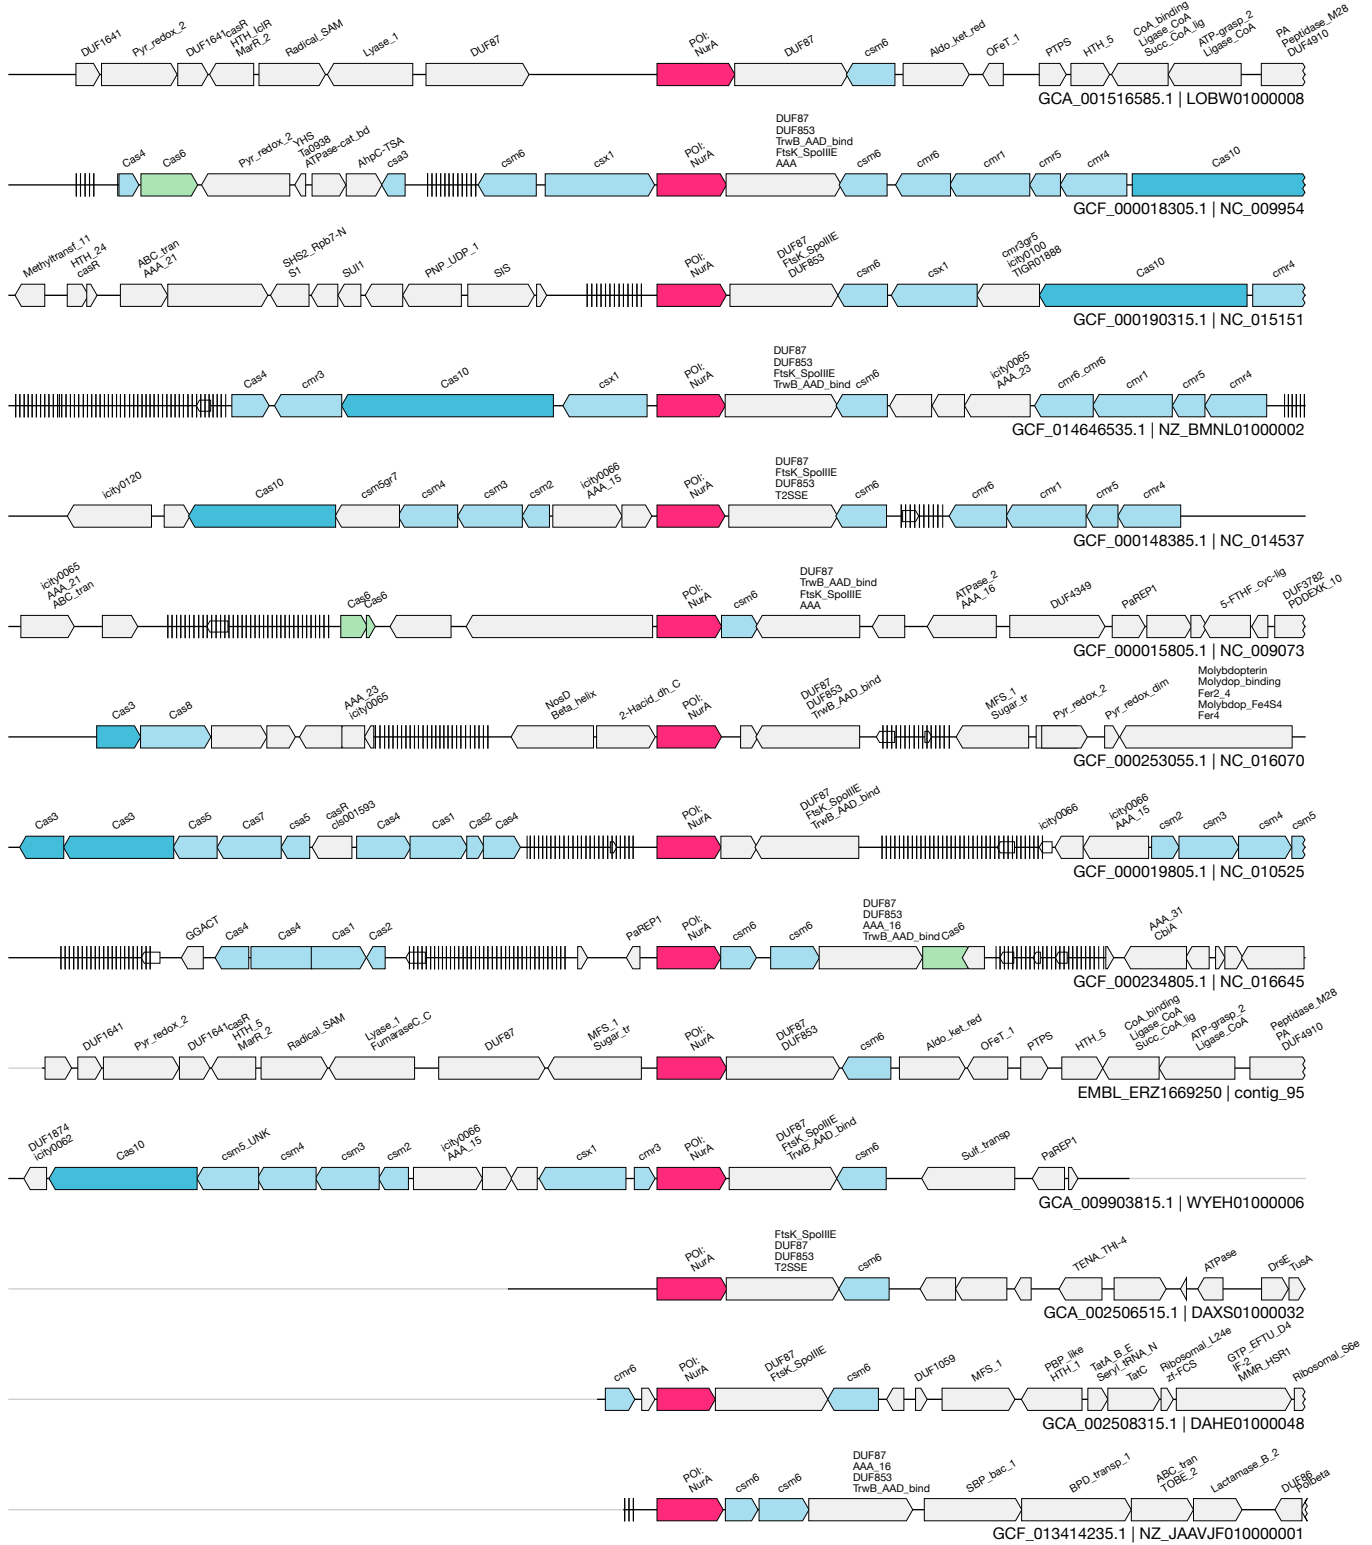 DUF1641
Pyr_redox_2
DUF1641
casR
HTH_IclR
MarR_2
Radical_SAM
Lyase_1
DUF87
POI:
NurA
DUF87
csm6
Aldo_ket_red
OFeT_1
PTPS
HTH_5
CoA_binding
Ligase_CoA
Succ_CoA_lig
ATP-grasp_2
Ligase_CoA
PA
Peptidase_M28
DUF4910
GCA_001516585.1 | LOBW01000008
Cas4
Cas6
Pyr_redox_2
YHS
Ta0938
ATPase-cat_bd
AhpC-TSA
csa3
csm6
csx1
POI:
NurA
DUF87
DUF853
TrwB_AAD_bind
FtsK_SpoIIIE
AAA
csm6
cmr6
cmr1
cmr5
cmr4
Cas10
GCF_000018305.1 | NC_009954
Methyltransf_11
HTH_24
casR
ABC_tran
AAA_21
SHS2_Rpb7-N
S1
SUI1
PNP_UDP_1
SIS
POI:
NurA
DUF87
FtsK_SpoIIIE
DUF853
csm6
csx1
cmr3gr5
icity0100
TIGR01888
Cas10
cmr4
GCF_000190315.1 | NC_015151
Cas4
cmr3
Cas10
csx1
POI:
NurA
DUF87
DUF853
FtsK_SpoIIIE
TrwB_AAD_bind
csm6
icity0065
AAA_23
cmr6_cmr6
cmr1
cmr5
cmr4
GCF_014646535.1 | NZ_BMNL01000002
icity0120
Cas10
csm5gr7
csm4
csm3
csm2
icity0066
AAA_15
POI:
NurA
DUF87
FtsK_SpoIIIE
DUF853
T2SSE
csm6
cmr6
cmr1
cmr5
cmr4
GCF_000148385.1 | NC_014537
icity0065
AAA_21
ABC_tran
Cas6
Cas6
POI:
NurA
csm6
DUF87
TrwB_AAD_bind
FtsK_SpoIIIE
AAA
ATPase_2
AAA_16
DUF4349
PaREP1
5-FTHF_cyc-lig
DUF3782
PDDEXK_10
GCF_000015805.1 | NC_009073
Cas3
Cas8
AAA_23
icity0065
NosD
Beta_helix
2-Hacid_dh_C
POI:
NurA
DUF87
DUF853
TrwB_AAD_bind
MFS_1
Sugar_tr
Pyr_redox_2
Pyr_redox_dim
Molybdopterin
Molydop_binding
Fer2_4
Molybdop_Fe4S4
Fer4
GCF_000253055.1 | NC_016070
Cas3
Cas3
Cas5
Cas7
csa5
casR
cls001593
Cas4
Cas1
Cas2
Cas4
POI:
NurA
DUF87
FtsK_SpoIIIE
TrwB_AAD_bind
icity0066
icity0066
AAA_15
csm2
csm3
csm4
csm5
GCF_000019805.1 | NC_010525
GGACT
Cas4
Cas4
Cas1
Cas2
PaREP1
POI:
NurA
csm6
csm6
DUF87
DUF853
AAA_16
TrwB_AAD_bind
Cas6
AAA_31
CbiA
GCF_000234805.1 | NC_016645
DUF1641
Pyr_redox_2
DUF1641
casR
HTH_5
MarR_2
Radical_SAM
Lyase_1
FumaraseC_C
DUF87
MFS_1
Sugar_tr
POI:
NurA
DUF87
DUF853
csm6
Aldo_ket_red
OFeT_1
PTPS
HTH_5
CoA_binding
Ligase_CoA
Succ_CoA_lig
ATP-grasp_2
Ligase_CoA
Peptidase_M28
PA
DUF4910
EMBL_ERZ1669250 | contig_95
DUF1874
icity0062
Cas10
csm5_UNK
csm4
csm3
csm2
icity0066
AAA_15
csx1
cmr3
POI:
NurA
DUF87
FtsK_SpoIIIE
TrwB_AAD_bind
csm6
Sulf_transp
PaREP1
GCA_009903815.1 | WYEH01000006
POI:
NurA
FtsK_SpoIIIE
DUF87
DUF853
T2SSE
csm6
TENA_THI-4
ATPase
DrsE
TusA
GCA_002506515.1 | DAXS01000032
cmr6
POI:
NurA
DUF87
FtsK_SpoIIIE
csm6
DUF1059
MFS_1
PBP_like
HTH_1
TatA_B_E
Seryl_tRNA_N
TatC
Ribosomal_L24e
zf-FCS
GTP_EFTU_D4
IF-2
MMR_HSR1
Ribosomal_S6e
GCA_002508315.1 | DAHE01000048
POI:
NurA
csm6
csm6
DUF87
AAA_16
DUF853
TrwB_AAD_bind
SBP_bac_1
BPD_transp_1
ABC_tran
TOBE_2
Lactamase_B_2
DUF86
Polbeta
GCF_013414235.1 | NZ_JAAVJF010000001